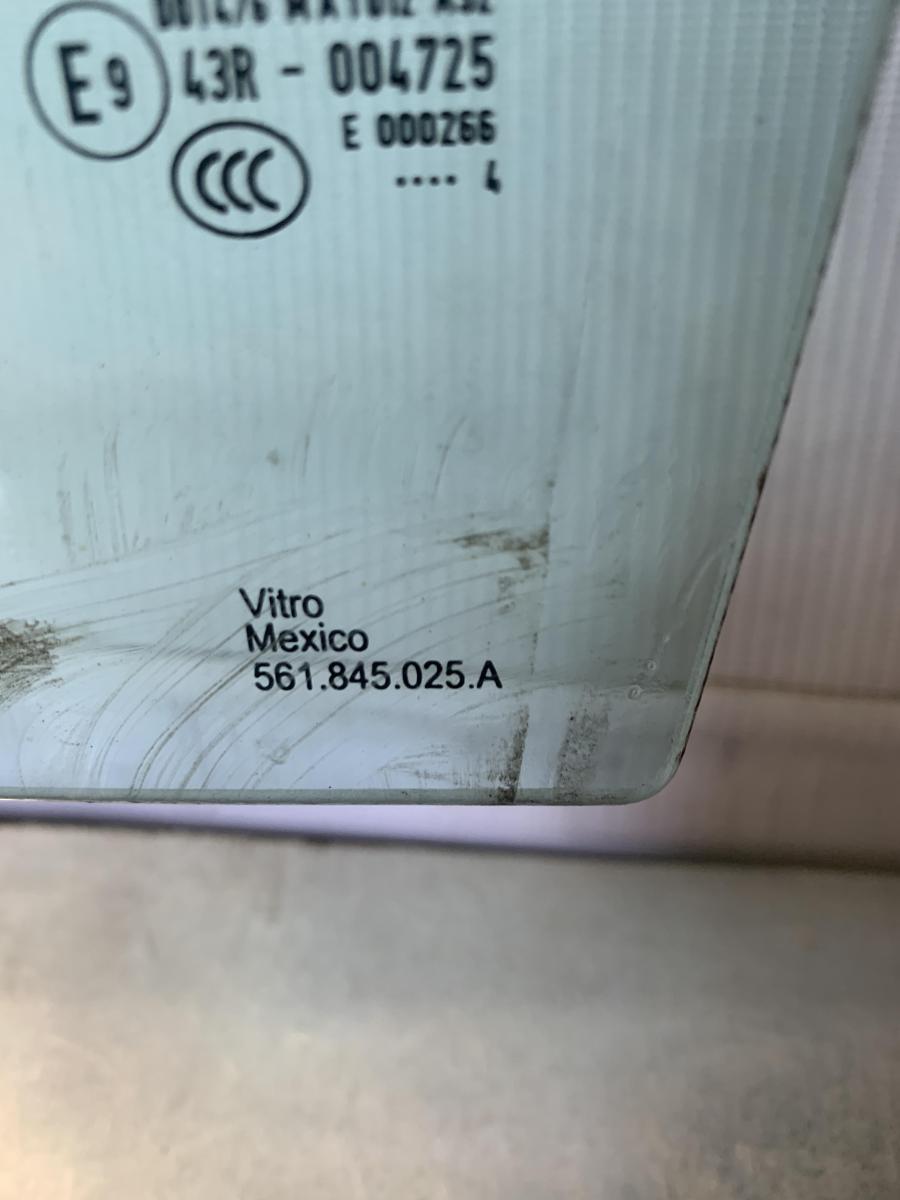 E9 43R - 004725
E 000266
CCC
.... 4
Vitro
Mexico
561.845.025.A